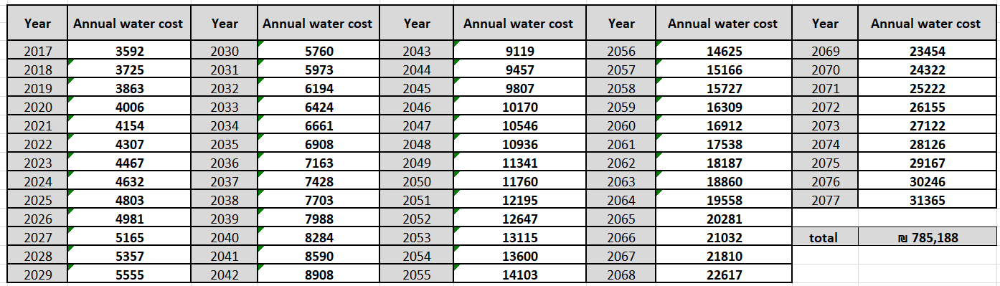 Year Annual water cost Year Annual water cost Year Annual water cost Year Annual water cost Year Annual water cost
2017 3592 2030 5760 2043 9119 2056 14625 2069 23454
2018 3725 2031 5973 2044 9457 2057 15166 2070 24322
2019 3863 2032 6194 2045 9807 2058 15727 2071 25222
2020 4006 2033 6424 2046 10170 2059 16309 2072 26155
2021 4154 2034 6661 2047 10546 2060 16912 2073 27122
2022 4307 2035 6908 2048 10936 2061 17538 2074 28126
2023 4467 2036 7163 2049 11341 2062 18187 2075 29167
2024 4632 2037 7428 2050 11760 2063 18860 2076 30246
2025 4803 2038 7703 2051 12195 2064 19558 2077 31365
2026 4981 2039 7988 2052 12647 2065 20281
2027 5165 2040 8284 2053 13115 2066 21032 total ₪ 785,188
2028 5357 2041 8590 2054 13600 2067 21810
2029 5555 2042 8908 2055 14103 2068 22617